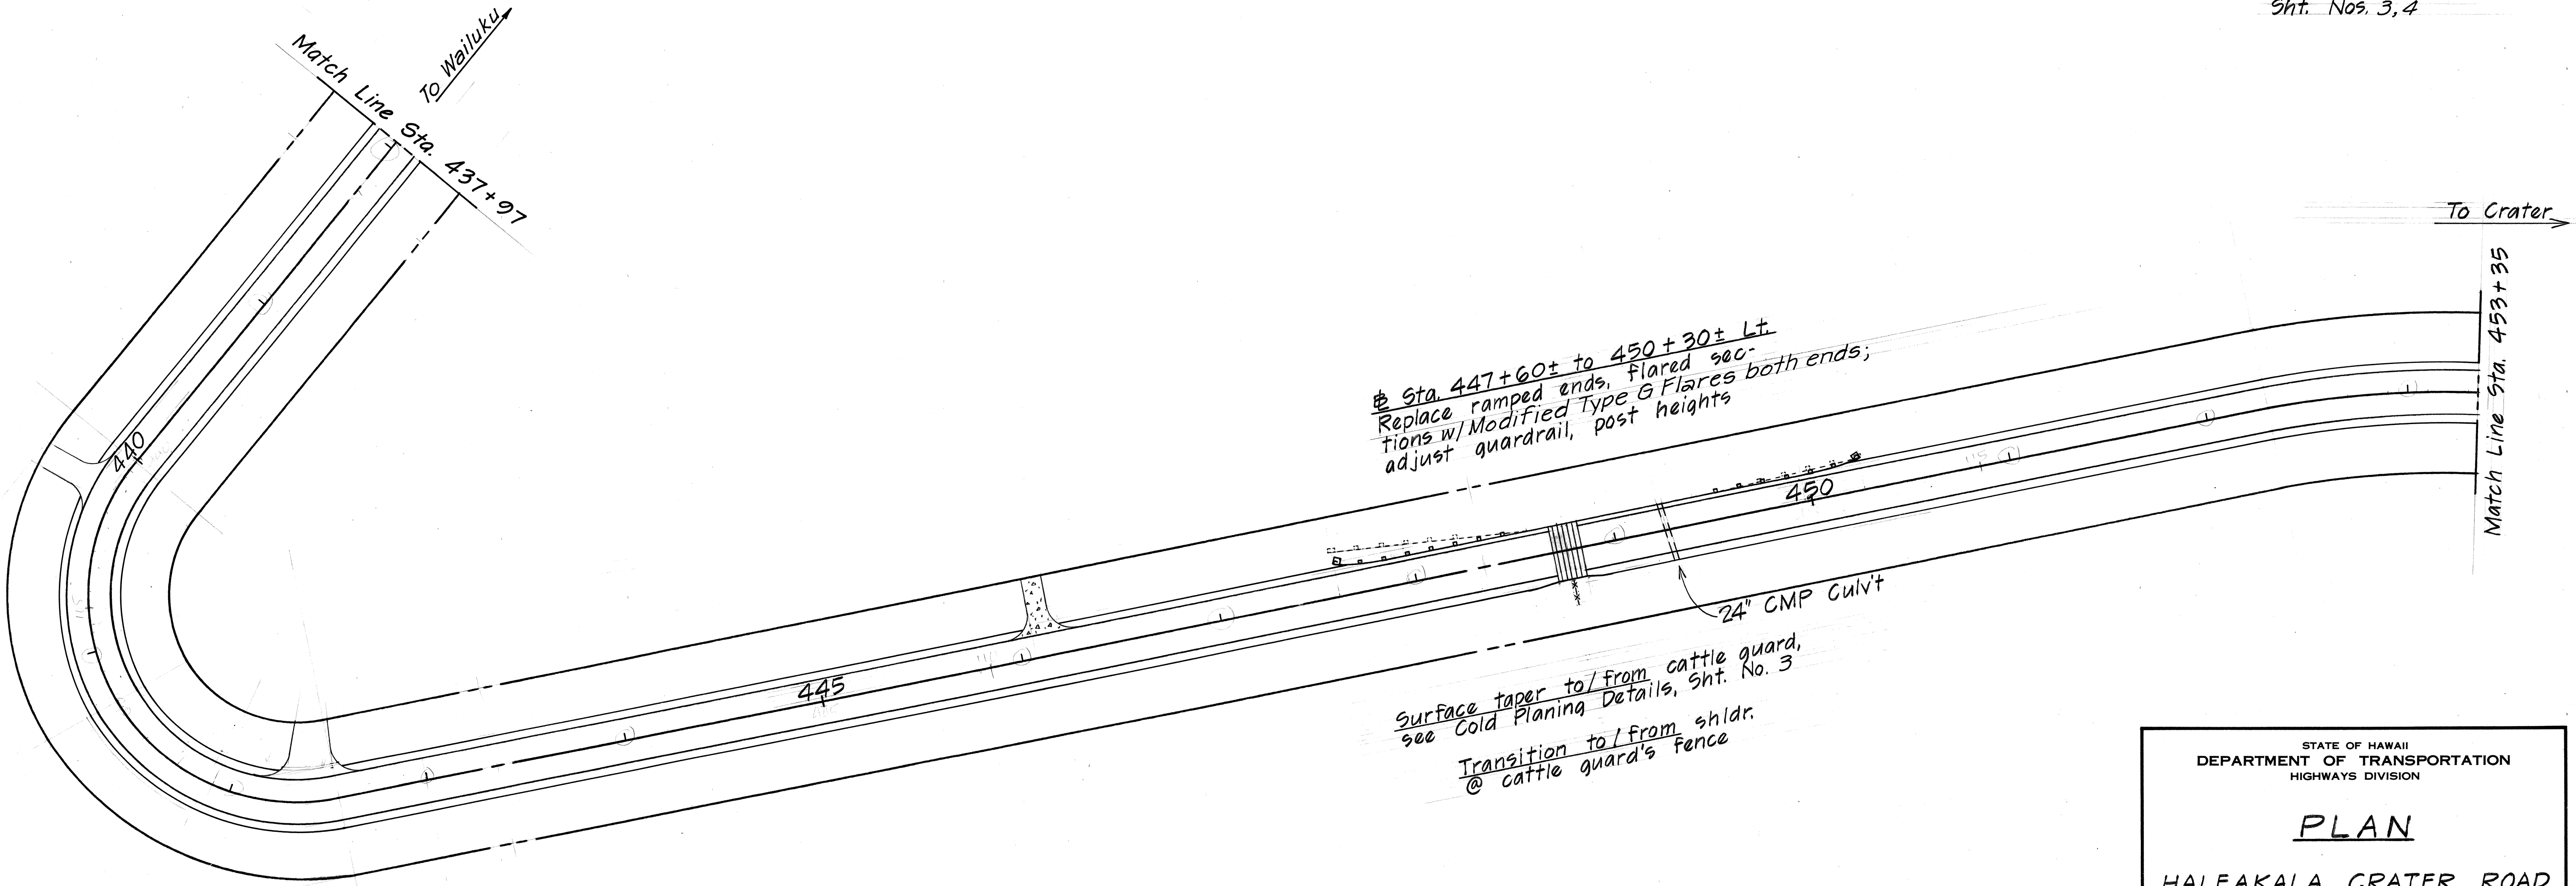 Sht. Nos. 3,4
To Wailuku
Match Line Sta. 437+97
To Crater
Match Line Sta. 453+35
℄ Sta. 447+60± to 450+30± Lt.
Replace ramped ends, flared sec-
tions w/ Modified Type G Flares both ends;
adjust guardrail, post heights
440
445
450
24" CMP Culv't
Surface taper to/from cattle guard,
see Cold Planing Details, Sht. No. 3
Transition to/from shldr.
@ cattle guard's fence
STATE OF HAWAII
DEPARTMENT OF TRANSPORTATION
HIGHWAYS DIVISION
PLAN
HALEAKALA CRATER ROAD